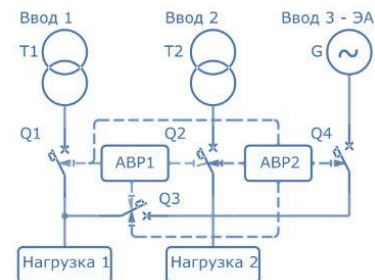 Ввод 1
Ввод 2
Ввод 3 - ЭА
T1
T2
G
Q1
Q2
Q4
АВР1
АВР2
Q3
Нагрузка 1
Нагрузка 2